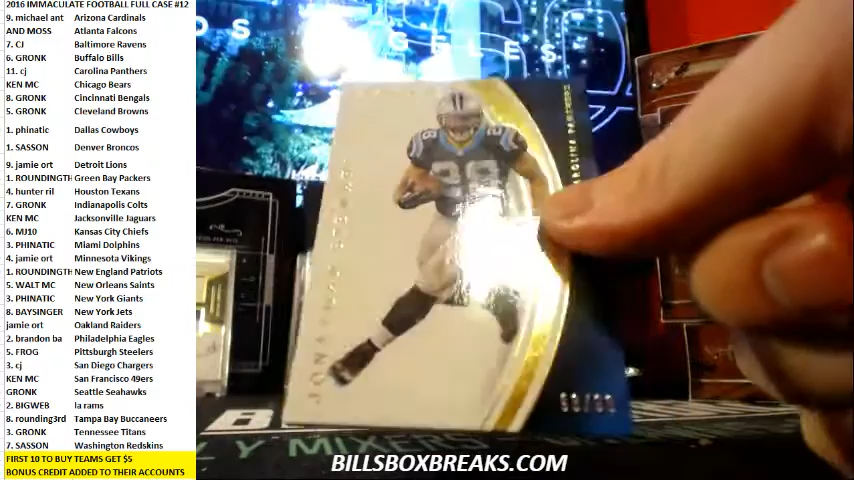 2016 IMMACULATE FOOTBALL FULL CASE #12
9. michael ant Arizona Cardinals
AND MOSS Atlanta Falcons
7. CJ Baltimore Ravens
6. GRONK Buffalo Bills
11. cj Carolina Panthers
KEN MC Chicago Bears
8. GRONK Cincinnati Bengals
5. GRONK Cleveland Browns
1. phinatic Dallas Cowboys
1. SASSON Denver Broncos
9. jamie ort Detroit Lions
1. ROUNDINGTH Green Bay Packers
4. hunter ril Houston Texans
7. GRONK Indianapolis Colts
KEN MC Jacksonville Jaguars
6. MJ10 Kansas City Chiefs
3. PHINATIC Miami Dolphins
4. jamie ort Minnesota Vikings
1. ROUNDINGTH New England Patriots
5. WALT MC New Orleans Saints
3. PHINATIC New York Giants
8. BAYSINGER New York Jets
jamie ort Oakland Raiders
2. brandon ba Philadelphia Eagles
5. FROG Pittsburgh Steelers
3. cj San Diego Chargers
KEN MC San Francisco 49ers
GRONK Seattle Seahawks
2. BIGWEB la rams
8. rounding3rd Tampa Bay Buccaneers
3. GRONK Tennessee Titans
7. SASSON Washington Redskins
FIRST 10 TO BUY TEAMS GET $5
BONUS CREDIT ADDED TO THEIR ACCOUNTS
JONATHAN STEWART
CAROLINA PANTHERS
28
B
MIXER
BILLSBOXBREAKS.COM